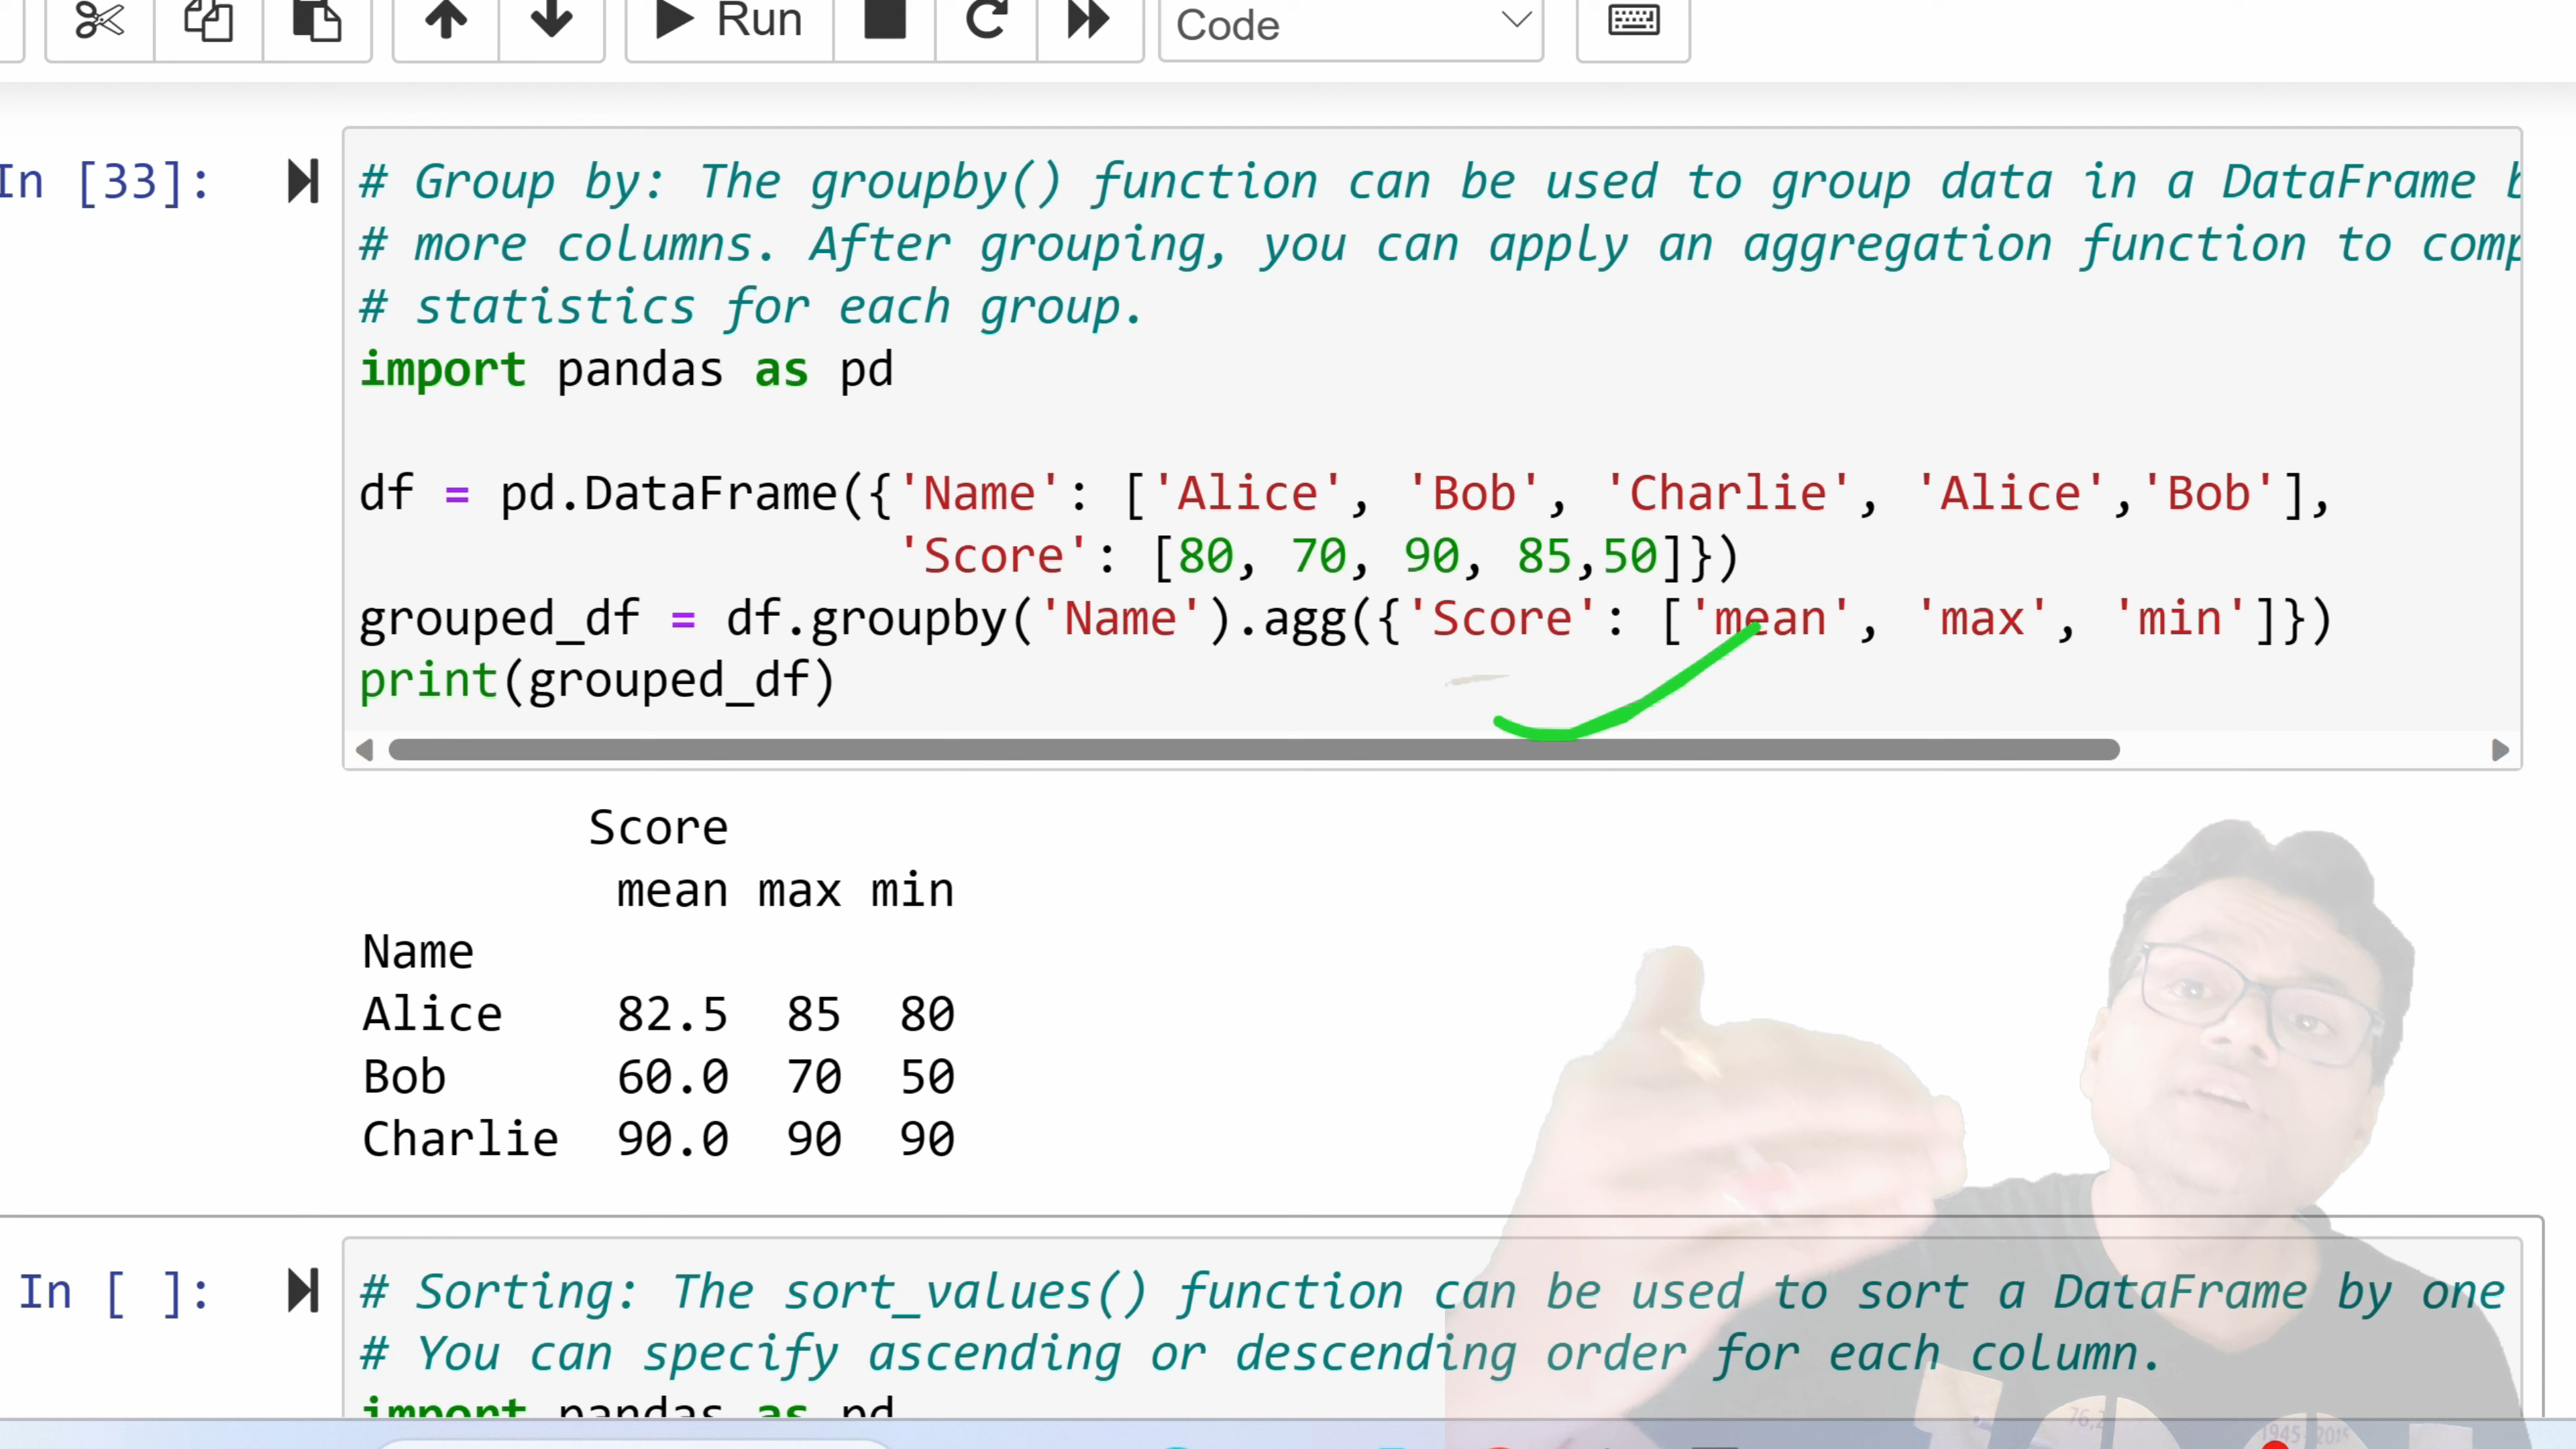 Run
Code
In [33]:
# Group by: The groupby() function can be used to group data in a DataFrame b
# more columns. After grouping, you can apply an aggregation function to comp
# statistics for each group.
import pandas as pd
df = pd.DataFrame({'Name': ['Alice', 'Bob', 'Charlie', 'Alice','Bob'],
'Score': [80, 70, 90, 85,50]})
grouped_df = df.groupby('Name').agg({'Score': ['mean', 'max', 'min']})
print(grouped_df)
Score
mean max min
Name
Alice 82.5 85 80
Bob 60.0 70 50
Charlie 90.0 90 90
In [ ]:
# Sorting: The sort_values() function can be used to sort a DataFrame by one
# You can specify ascending or descending order for each column.
import pandas as pd